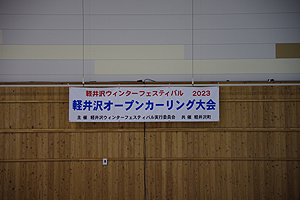 軽井沢ウィンターフェスティバル 2023
軽井沢オープンカーリング大会
主 催 軽井沢ウィンターフェスティバル実行委員会 共 催 軽井沢町